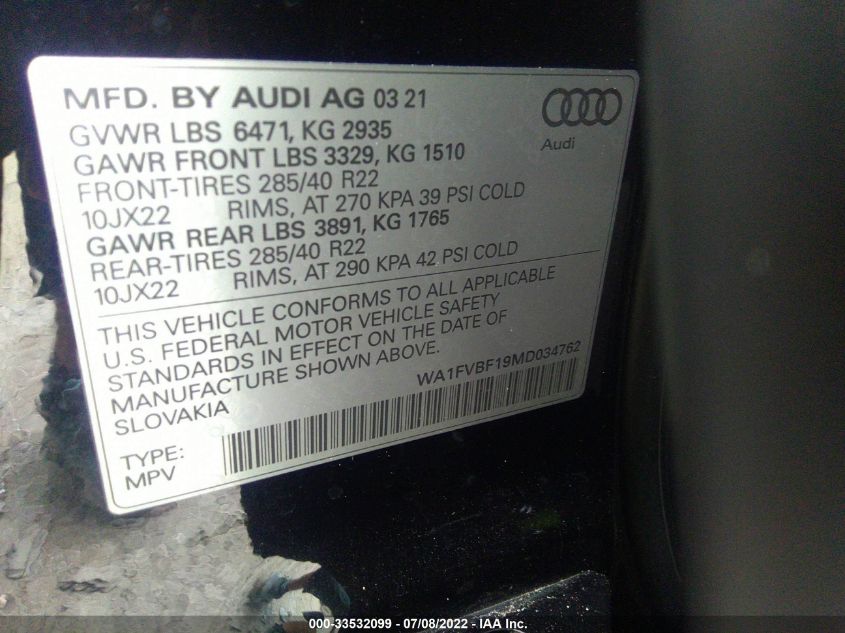 MFD. BY AUDI AG 03 21
GVWR LBS 6471, KG 2935
GAWR FRONT LBS 3329, KG 1510
FRONT-TIRES 285/40 R22
10JX22 RIMS, AT 270 KPA 39 PSI COLD
GAWR REAR LBS 3891, KG 1765
REAR-TIRES 285/40 R22
10JX22 RIMS, AT 290 KPA 42 PSI COLD
Audi
THIS VEHICLE CONFORMS TO ALL APPLICABLE
U.S. FEDERAL MOTOR VEHICLE SAFETY
STANDARDS IN EFFECT ON THE DATE OF
MANUFACTURE SHOWN ABOVE.
SLOVAKIA
WA1FVBF19MD034762
TYPE:
MPV
000-33532099 - 07/08/2022 - IAA Inc.